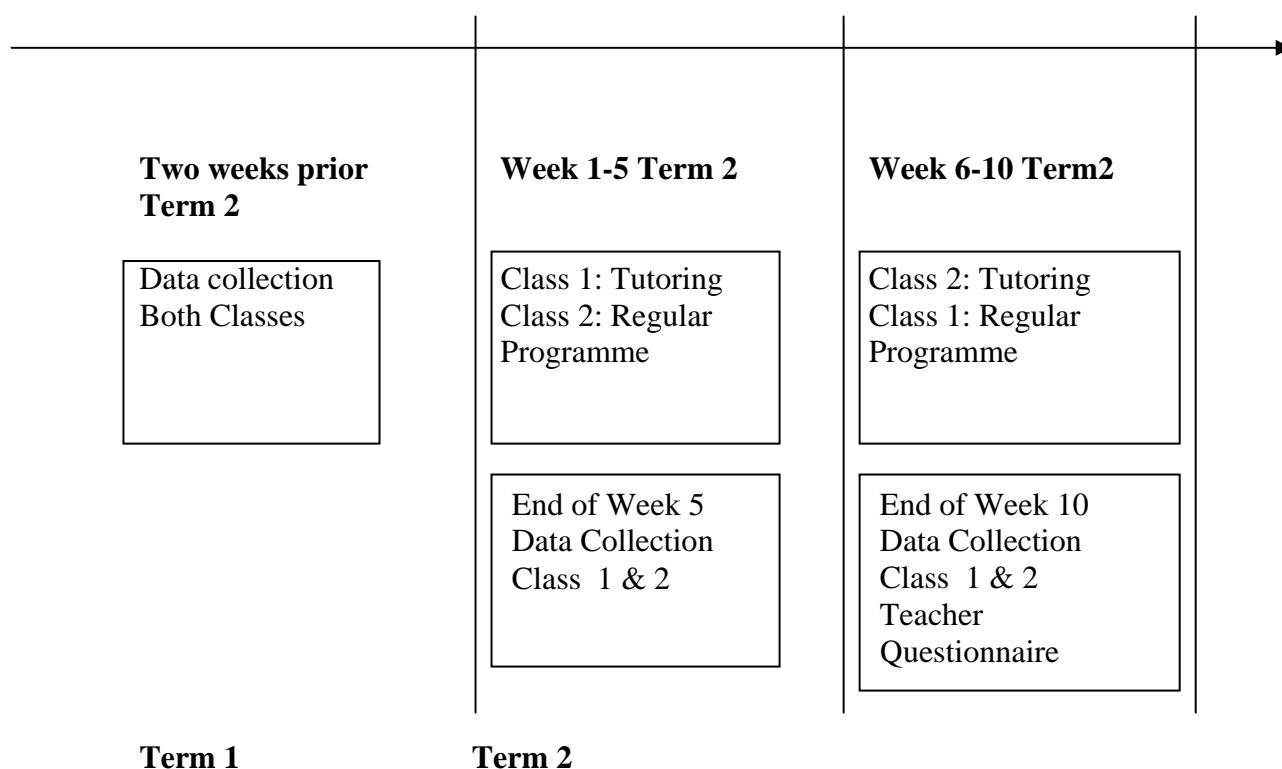 Two weeks prior
Term 2
Week 1-5 Term 2
Week 6-10 Term2
Data collection
Both Classes
Class 1: Tutoring
Class 2: Regular
Programme
Class 2: Tutoring
Class 1: Regular
Programme
End of Week 5
Data Collection
Class  1 & 2
End of Week 10
Data Collection
Class  1 & 2
Teacher
Questionnaire
Term 1
Term 2